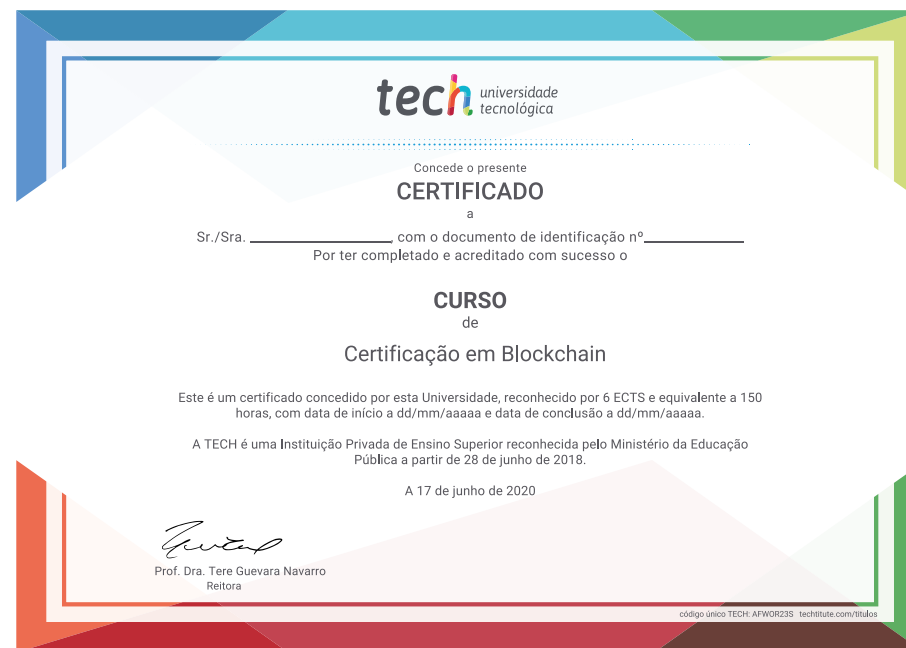 tech universidade
tecnológica
Concede o presente
CERTIFICADO
a
Sr./Sra. ____________, com o documento de identificação nº____________
Por ter completado e acreditado com sucesso o
CURSO
de
Certificação em Blockchain
Este é um certificado concedido por esta Universidade, reconhecido por 6 ECTS e equivalente a 150
horas, com data de início a dd/mm/aaaaa e data de conclusão a dd/mm/aaaaa.
A TECH é uma Instituição Privada de Ensino Superior reconhecida pelo Ministério da Educação
Pública a partir de 28 de junho de 2018.
A 17 de junho de 2020
Prof. Dra. Tere Guevara Navarro
Reitora
código único TECH: AFWOR23S techtitute.com/titulos